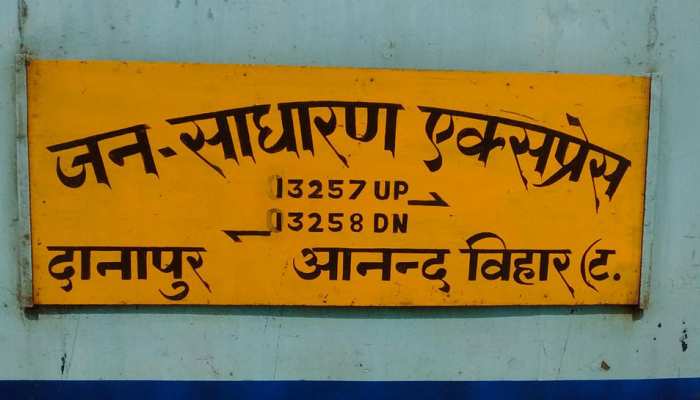 जन-साधारण एक्सप्रेस
13257 UP
13258 DN
दानापुर आनन्द विहार (ट.